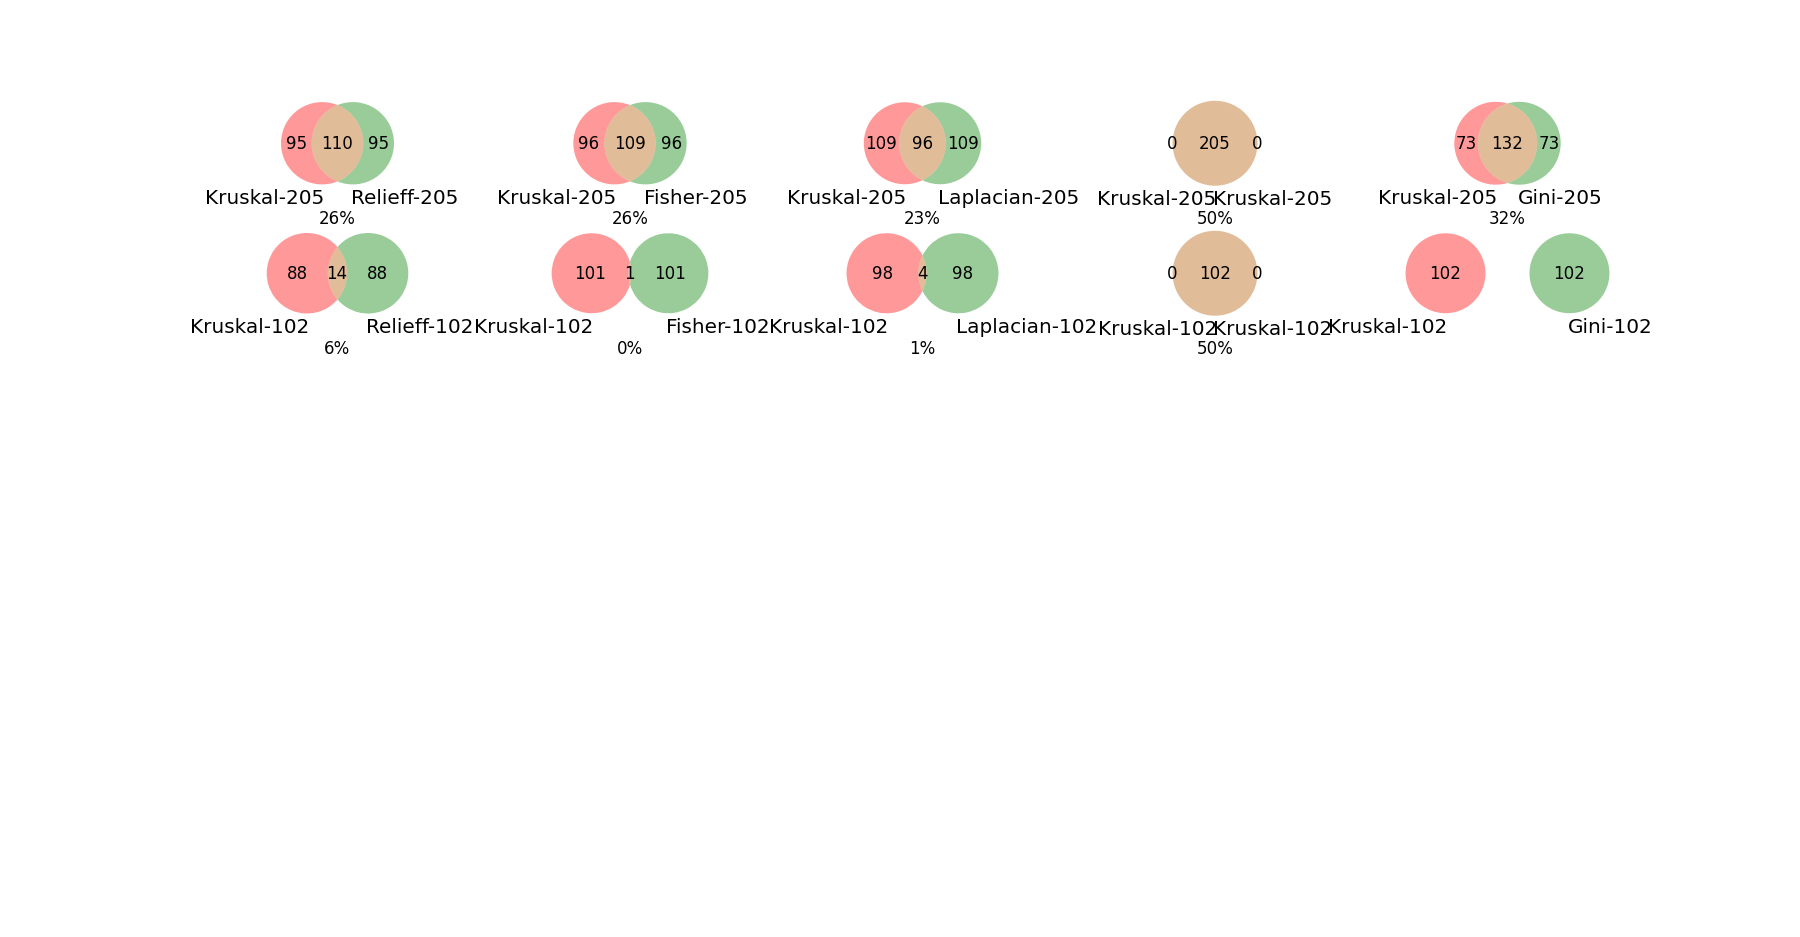 95 110 95 96 109 96 109 96 109 0 205 0 73 132 73
Kruskal-205 Relieff-205 Kruskal-205 Fisher-205 Kruskal-205 Laplacian-205 Kruskal-205 Kruskal-205 Kruskal-205 Gini-205
26% 26% 23% 50% 32%
88 14 88 101 1 101 98 4 98 0 102 0 102 102
Kruskal-102 Relieff-102 Kruskal-102 Fisher-102 Kruskal-102 Laplacian-102 Kruskal-102 Kruskal-102 Kruskal-102 Gini-102
6% 0% 1% 50%